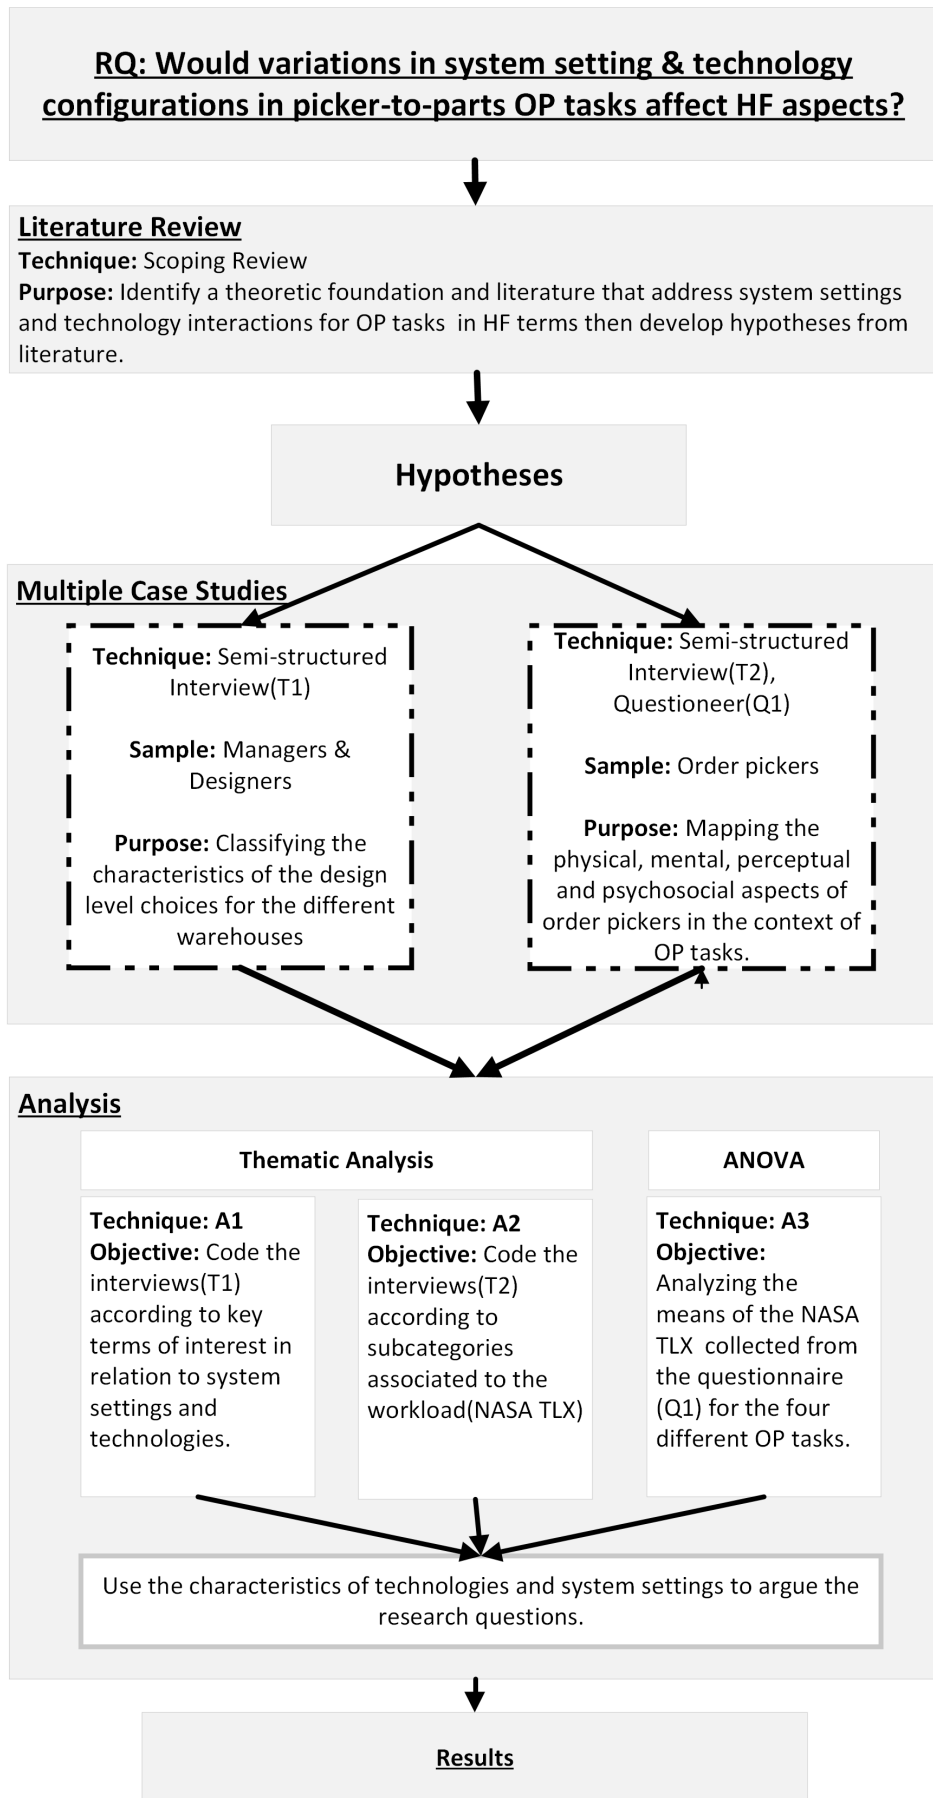 RQ: Would variations in system setting & technology
configurations in picker-to-parts OP tasks affect HF aspects?
Literature Review
Technique: Scoping Review
Purpose: Identify a theoretic foundation and literature that address system settings
and technology interactions for OP tasks in HF terms then develop hypotheses from
literature.
Hypotheses
Multiple Case Studies
Technique: Semi-structured
Interview(T1)
Sample: Managers &
Designers
Purpose: Classifying the
characteristics of the design
level choices for the different
warehouses
Technique: Semi-structured
Interview(T2),
Questioneer(Q1)
Sample: Order pickers
Purpose: Mapping the
physical, mental, perceptual
and psychosocial aspects of
order pickers in the context of
OP tasks.
Analysis
Thematic Analysis
Technique: A1
Objective: Code the
interviews(T1)
according to key
terms of interest in
relation to system
settings and
technologies.
Technique: A2
Objective: Code the
interviews(T2)
according to
subcategories
associated to the
workload(NASA TLX)
ANOVA
Technique: A3
Objective:
Analyzing the
means of the NASA
TLX collected from
the questionnaire
(Q1) for the four
different OP tasks.
Use the characteristics of technologies and system settings to argue the
research questions.
Results